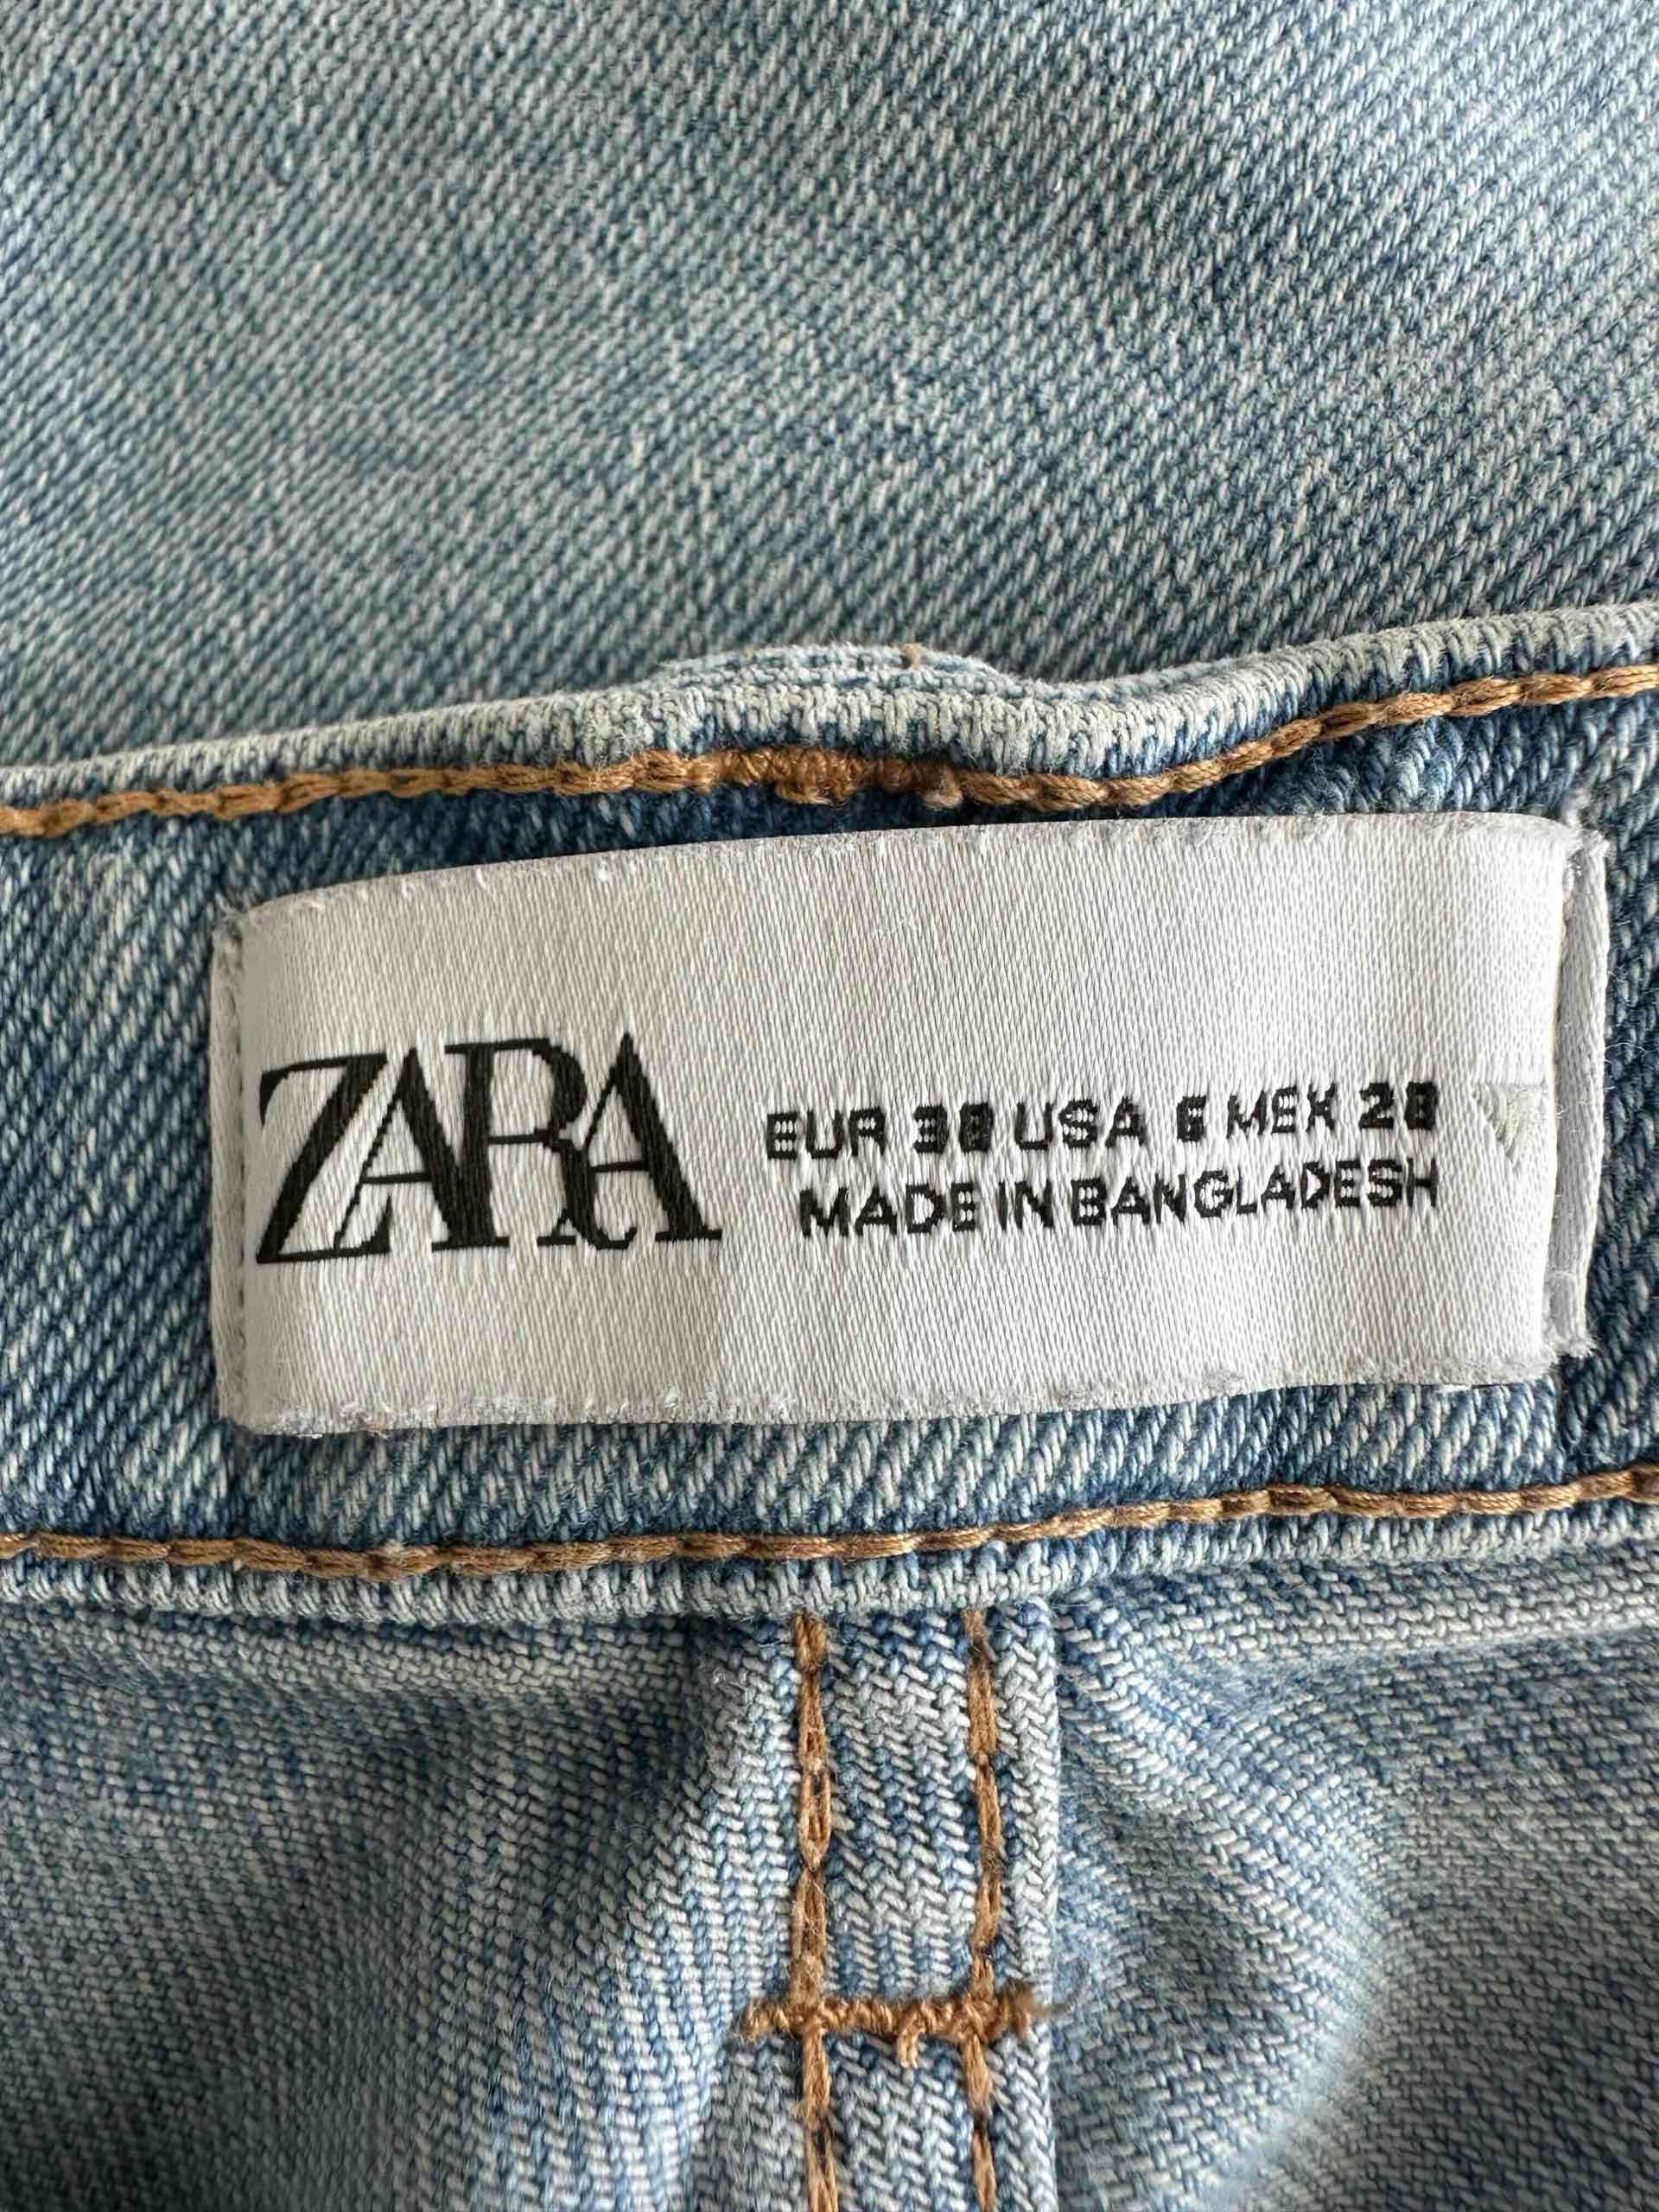 ZARA
EUR 38 USA 6 MEX 28
MADE IN BANGLADESH